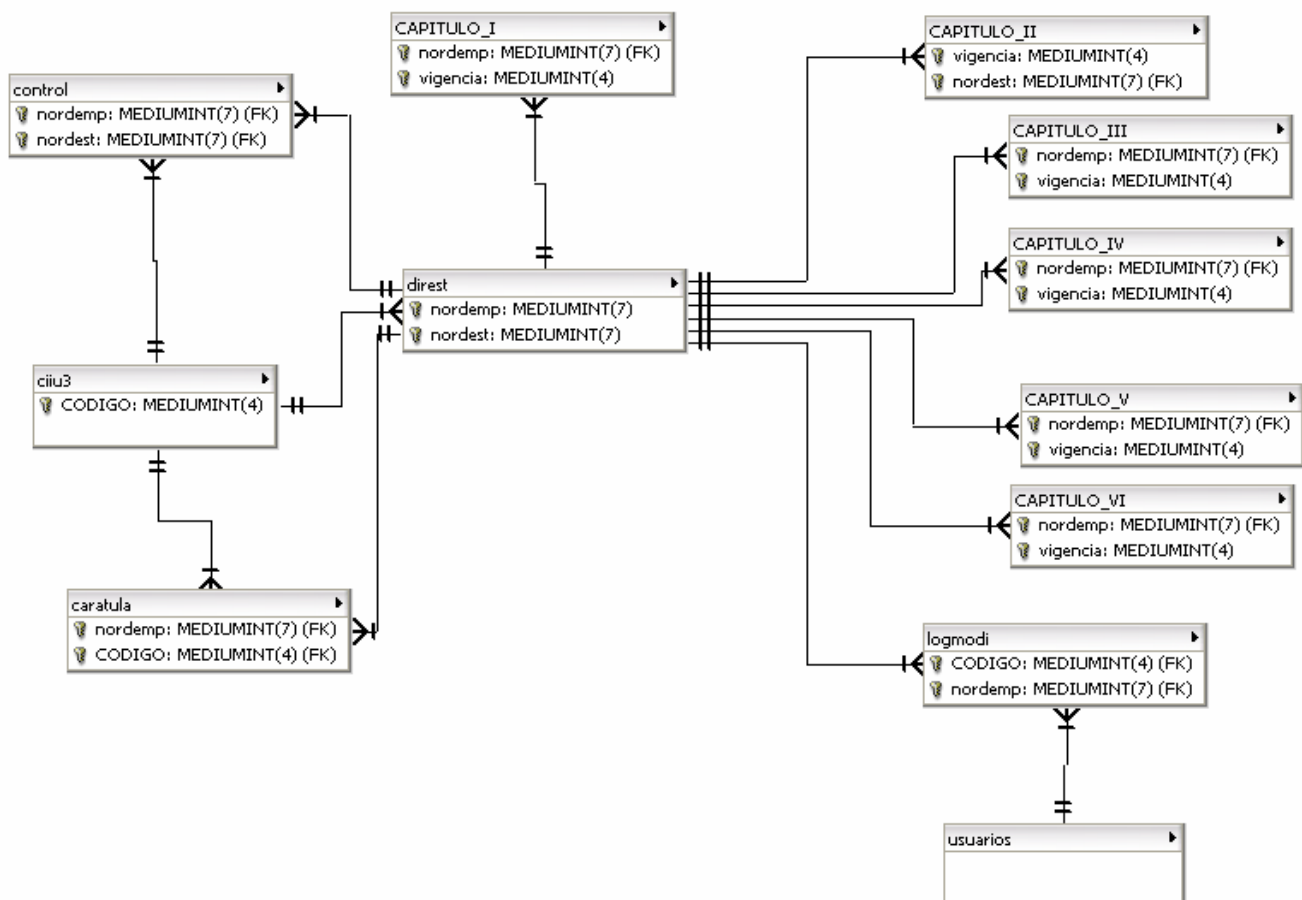 CAPITULO_I
nordemp: MEDIUMINT(7) (FK)
vigencia: MEDIUMINT(4)
CAPITULO_II
vigencia: MEDIUMINT(4)
nordest: MEDIUMINT(7) (FK)
control
nordemp: MEDIUMINT(7) (FK)
nordest: MEDIUMINT(7) (FK)
CAPITULO_III
nordemp: MEDIUMINT(7) (FK)
vigencia: MEDIUMINT(4)
CAPITULO_IV
nordemp: MEDIUMINT(7) (FK)
vigencia: MEDIUMINT(4)
direst
nordemp: MEDIUMINT(7)
nordest: MEDIUMINT(7)
ciiu3
CODIGO: MEDIUMINT(4)
CAPITULO_V
nordemp: MEDIUMINT(7) (FK)
vigencia: MEDIUMINT(4)
CAPITULO_VI
nordemp: MEDIUMINT(7) (FK)
vigencia: MEDIUMINT(4)
caratula
nordemp: MEDIUMINT(7) (FK)
CODIGO: MEDIUMINT(4) (FK)
logmodi
CODIGO: MEDIUMINT(4) (FK)
nordemp: MEDIUMINT(7) (FK)
usuarios